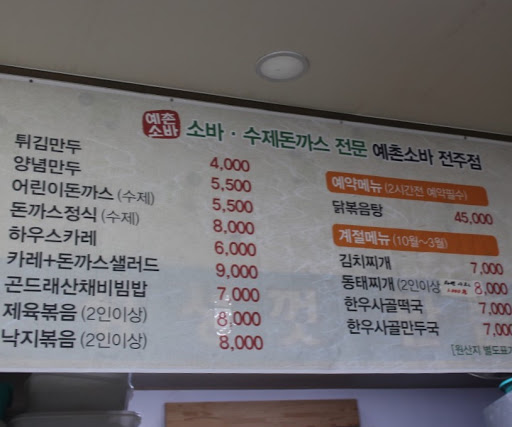 예촌
소바
소바 · 수제돈까스 전문 예촌소바 전주점
튀김만두 4,000
양념만두 5,500
어린이돈까스 (수제) 5,500
돈까스정식 (수제) 8,000
하우스카레 6,000
카레+돈까스샐러드 9,000
곤드래산채비빔밥 7,000
제육볶음 (2인이상) 8,000
낙지볶음 (2인이상) 8,000
예약메뉴 (2시간전 예약필수)
닭볶음탕 45,000
계절메뉴 (10월~3월)
김치찌개 7,000
동태찌개 (2인이상) 8,000
한우사골떡국 7,000
한우사골만두국 7,000
[원산지 별도표기